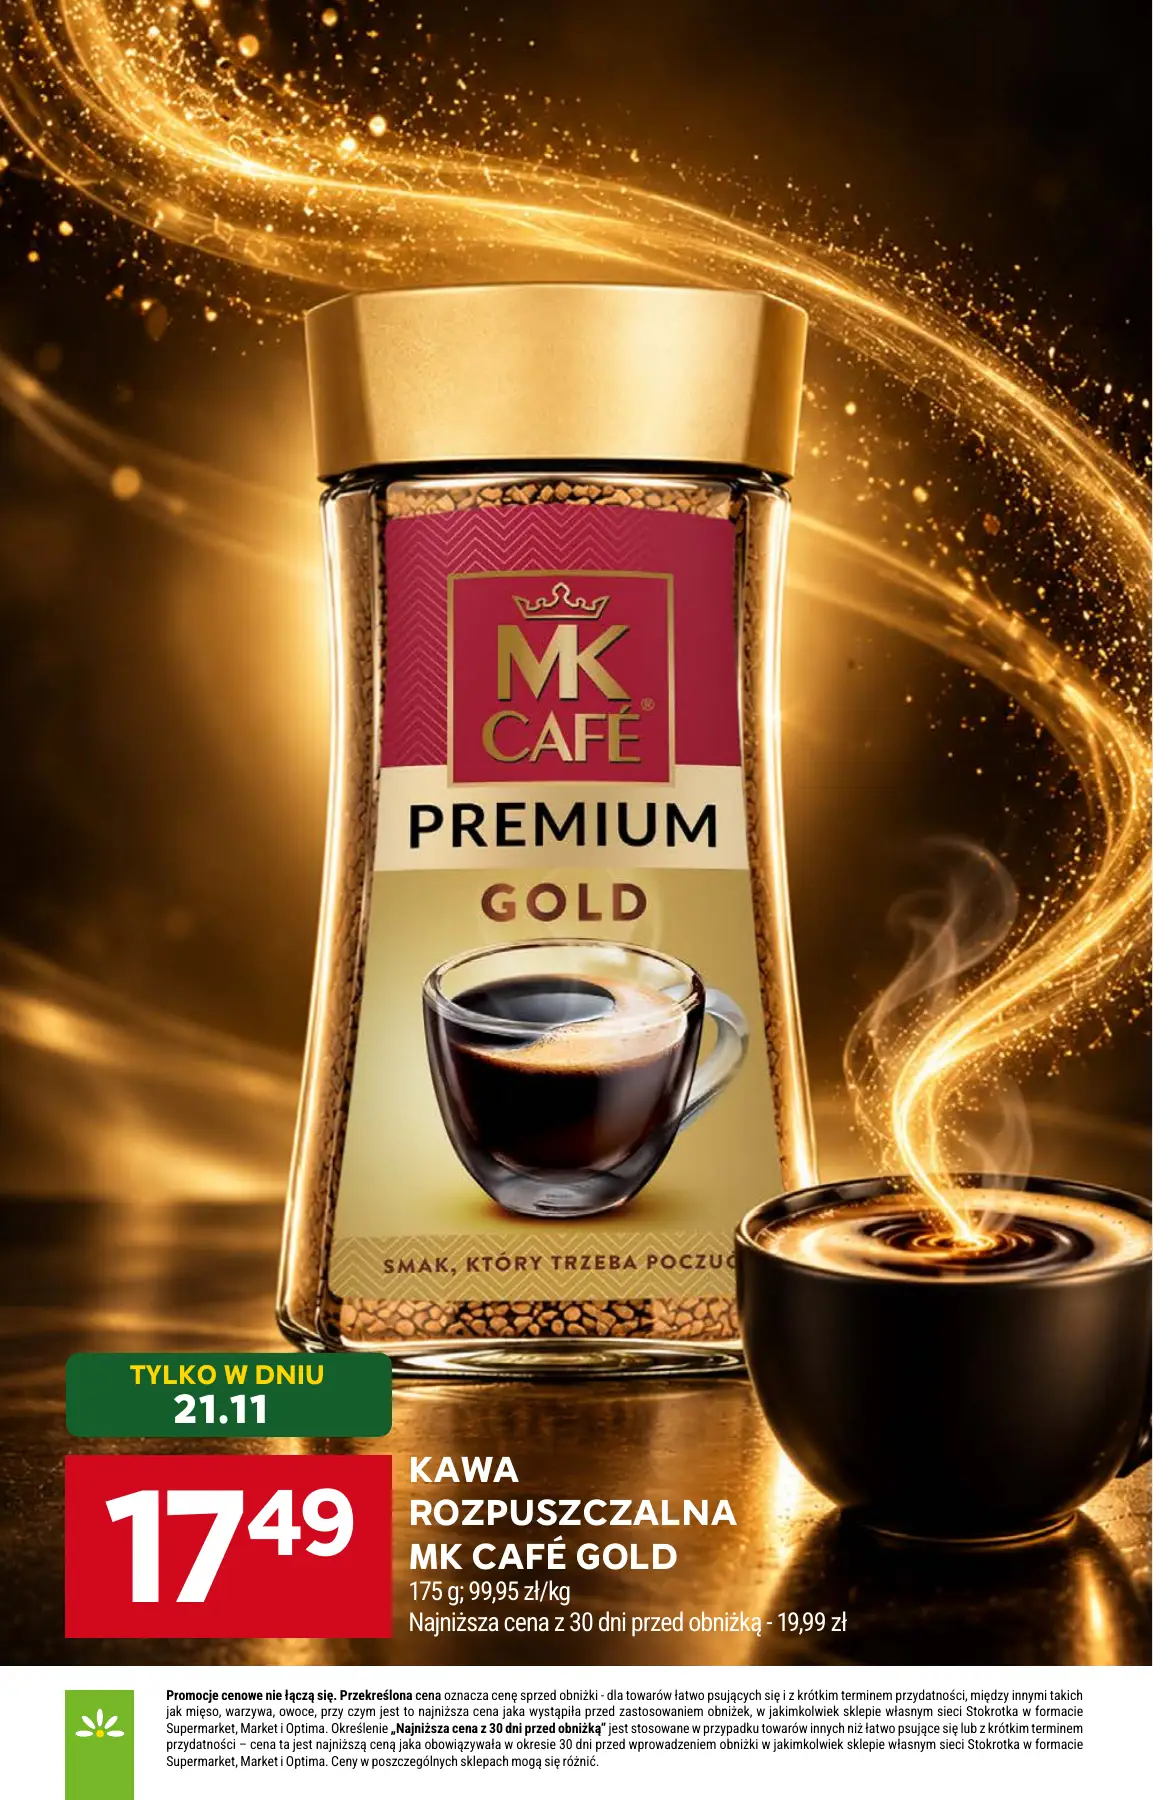 MK
CAFÉ®
PREMIUM
GOLD
SMAK, KTÓRY TRZEBA POCZUĆ
TYLKO W DNIU
21.11
17 49
KAWA
ROZPUSZCZALNA
MK CAFÉ GOLD
175 g; 99,95 zł/kg
Najniższa cena z 30 dni przed obniżką - 19,99 zł
Promocje cenowe nie łączą się. Przekreślona cena oznacza cenę sprzed obniżki - dla towarów łatwo psujących się i z krótkim terminem przydatności, między innymi takich
jak mięso, warzywa, owoce, przy czym jest to najniższa cena jaka wystąpiła przed zastosowaniem obniżek, w jakimkolwiek sklepie własnym sieci Stokrotka w formacie
Supermarket, Market i Optima. Określenie „Najniższa cena z 30 dni przed obniżką” jest stosowane w przypadku towarów innych niż łatwo psujące się lub z krótkim terminem
przydatności – cena ta jest najniższą ceną jaka obowiązywała w okresie 30 dni przed wprowadzeniem obniżki w jakimkolwiek sklepie własnym sieci Stokrotka w formacie
Supermarket, Market i Optima. Ceny w poszczególnych sklepach mogą się różnić.